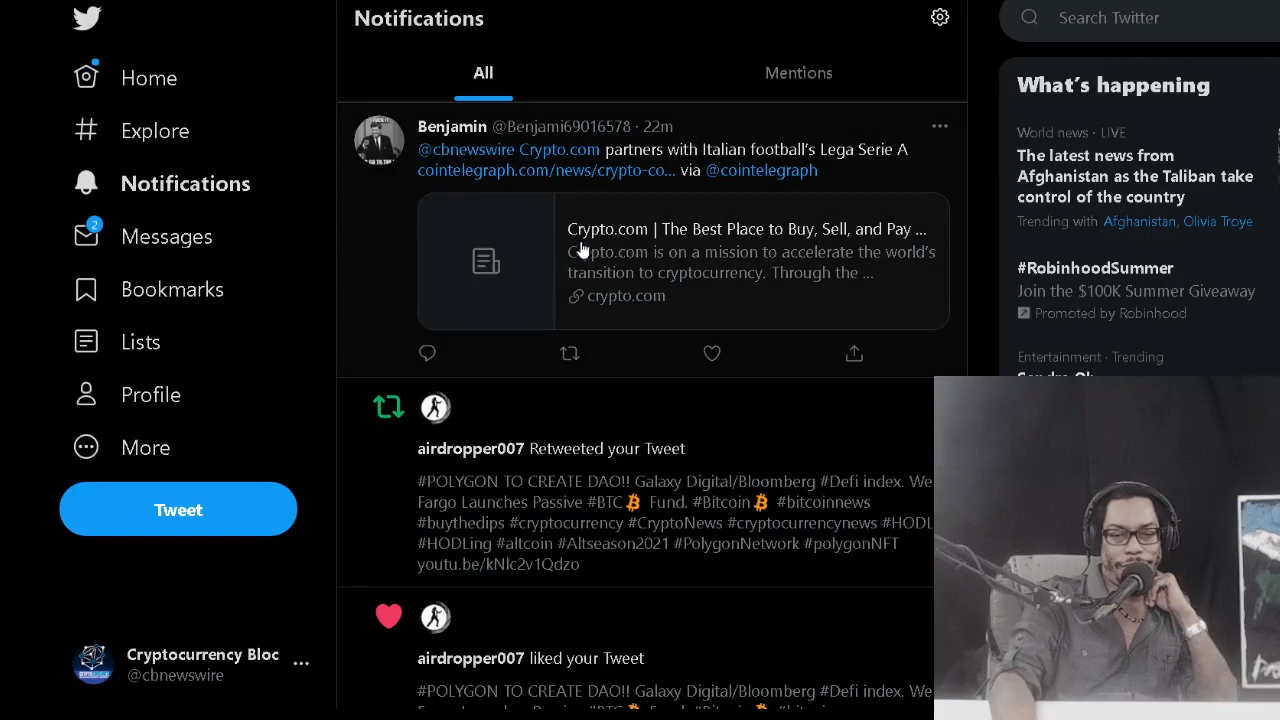 Notifications
Search Twitter
Home
Explore
Notifications
2
Messages
Bookmarks
Lists
Profile
More
Tweet
Cryptocurrency Bloc
@cbnewswire
All
Mentions
Benjamin @Benjami69016578 · 22m
@cbnewswire Crypto.com partners with Italian football’s Lega Serie A
cointelegraph.com/news/crypto-co... via @cointelegraph
Crypto.com | The Best Place to Buy, Sell, and Pay ...
Crypto.com is on a mission to accelerate the world’s
transition to cryptocurrency. Through the ...
crypto.com
airdropper007 Retweeted your Tweet
#POLYGON TO CREATE DAO!! Galaxy Digital/Bloomberg #Defi index. We
Fargo Launches Passive #BTC Fund. #Bitcoin #bitcoinnews
#buythedips #cryptocurrency #CryptoNews #cryptocurrencynews #HODL
#HODLing #altcoin #Altseason2021 #PolygonNetwork #polygonNFT
youtu.be/kNlc2v1Qdzo
airdropper007 liked your Tweet
#POLYGON TO CREATE DAO!! Galaxy Digital/Bloomberg #Defi index. We
What’s happening
World news · LIVE
The latest news from
Afghanistan as the Taliban take
control of the country
Trending with Afghanistan, Olivia Troye
#RobinhoodSummer
Join the $100K Summer Giveaway
Promoted by Robinhood
Entertainment · Trending